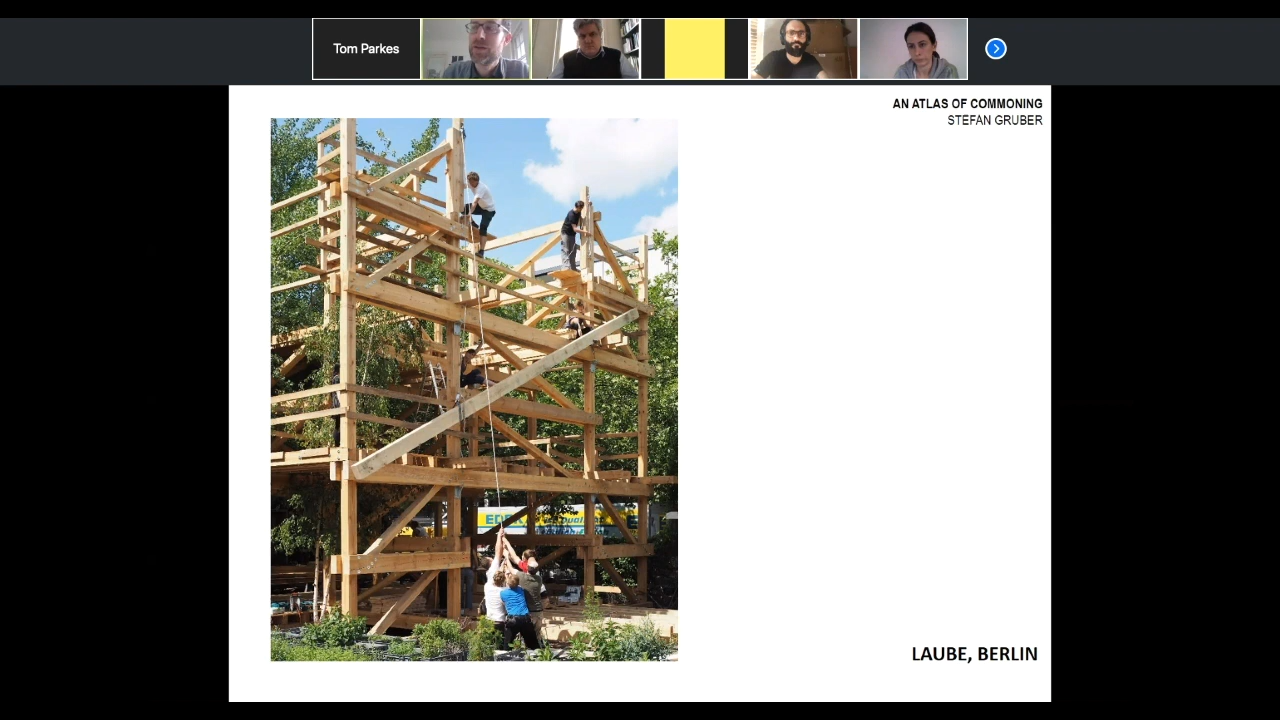 Tom Parkes
AN ATLAS OF COMMONING
STEFAN GRUBER
LAUBE, BERLIN